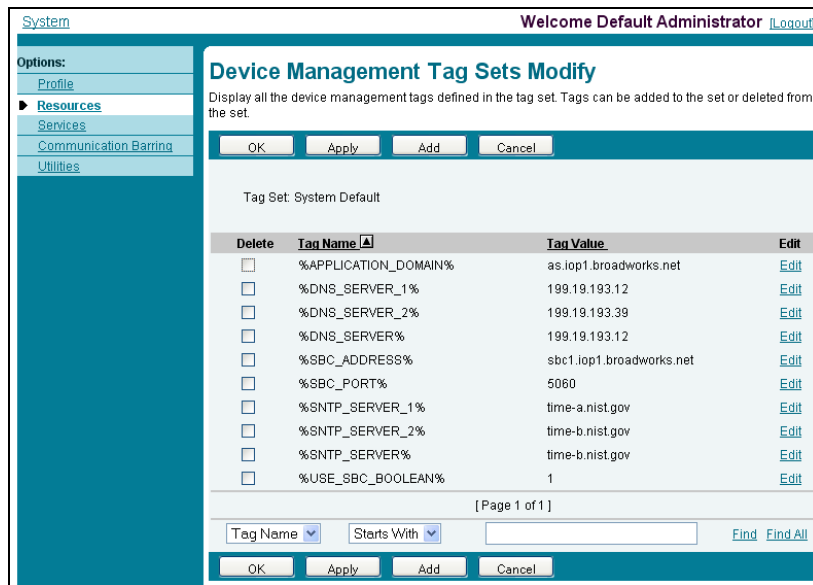 System
Welcome Default Administrator [Logout
Options:
Profile
Resources
Services
Communication Barring
Utilities
Device Management Tag Sets Modify
Display all the device management tags defined in the tag set. Tags can be added to the set or deleted from
the set.
OK Apply Add Cancel
Tag Set: System Default
Delete Tag Name Tag Value Edit
%APPLICATION_DOMAIN% as.iop1.broadworks.net Edit
%DNS_SERVER_1% 199.19.193.12 Edit
%DNS_SERVER_2% 199.19.193.39 Edit
%DNS_SERVER% 199.19.193.12 Edit
%SBC_ADDRESS% sbc1.iop1.broadworks.net Edit
%SBC_PORT% 5060 Edit
%SNTP_SERVER_1% time-a.nist.gov Edit
%SNTP_SERVER_2% time-b.nist.gov Edit
%SNTP_SERVER% time-b.nist.gov Edit
%USE_SBC_BOOLEAN% 1 Edit
[ Page 1 of 1 ]
Tag Name Starts With Find Find All
OK Apply Add Cancel